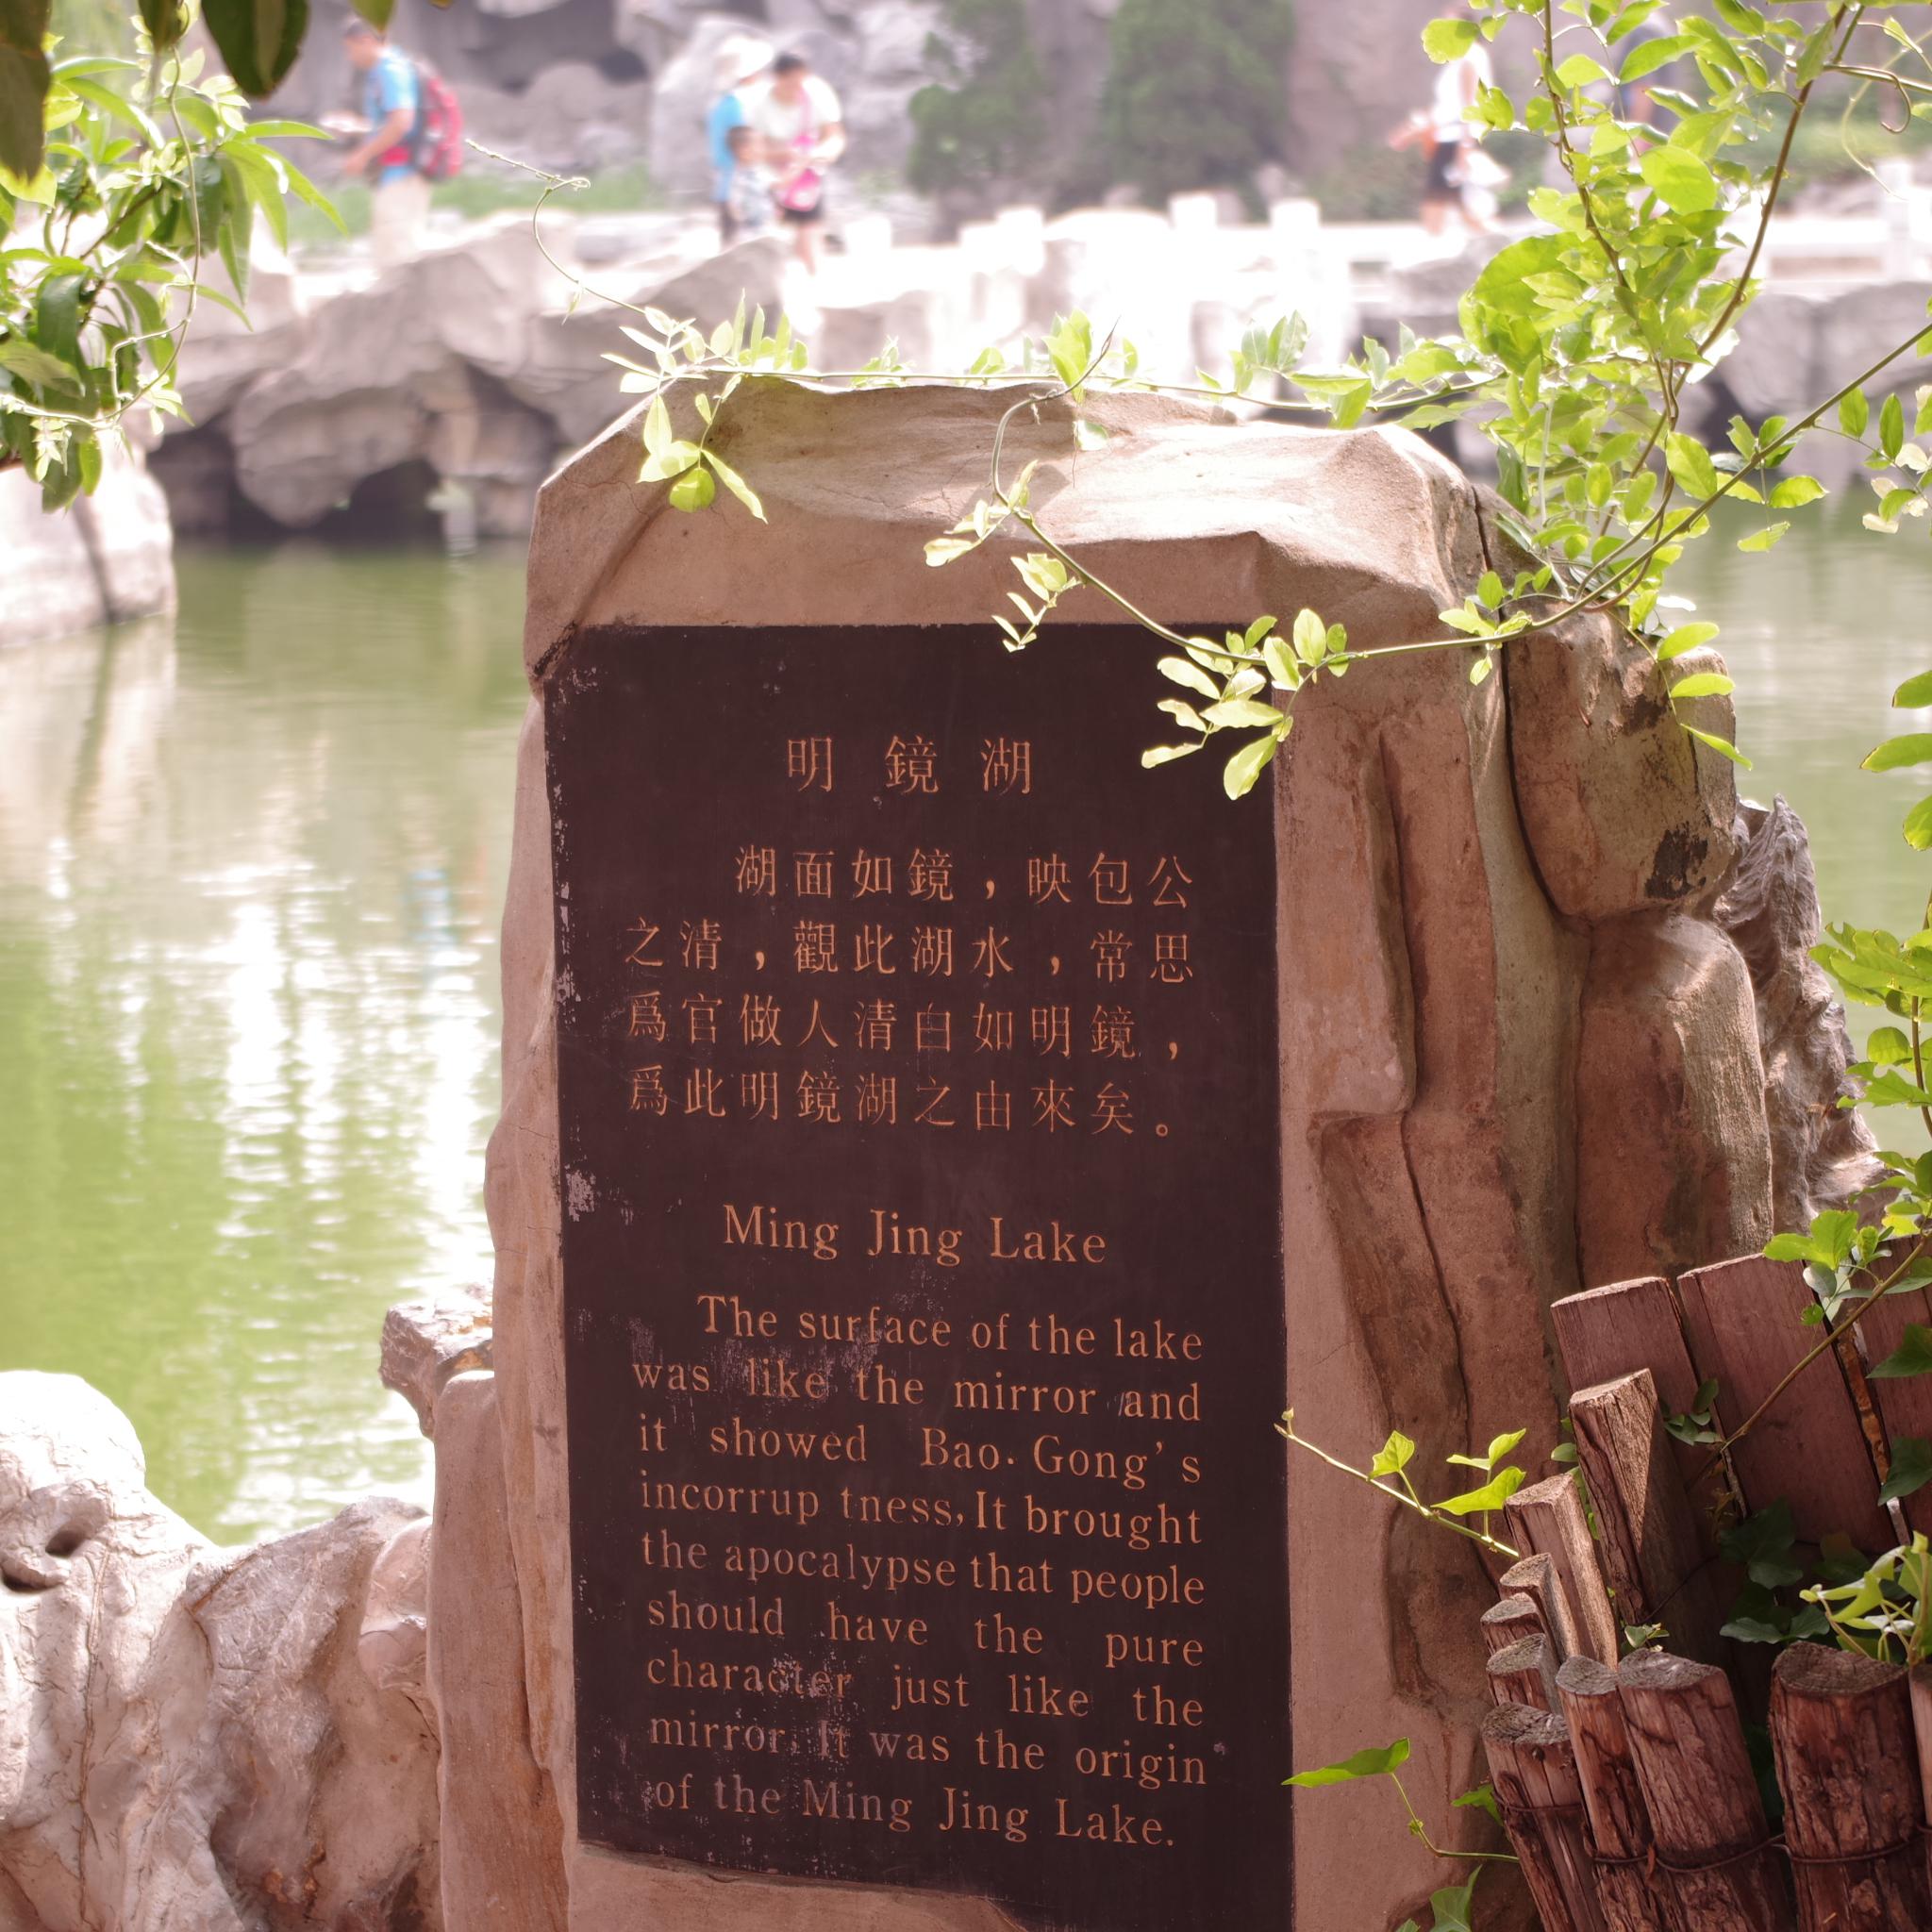 明鏡湖
湖面如鏡，映包公
之清，觀此湖水，常思
爲官做人清白如明鏡，
爲此明鏡湖之由來矣。
Ming Jing Lake
The surface of the lake
was like the mirror and
it showed Bao·Gong's
incorrup tness,It brought
the apocalypse that people
should have the pure
character just like the
mirror. It was the origin
of the Ming Jing Lake.